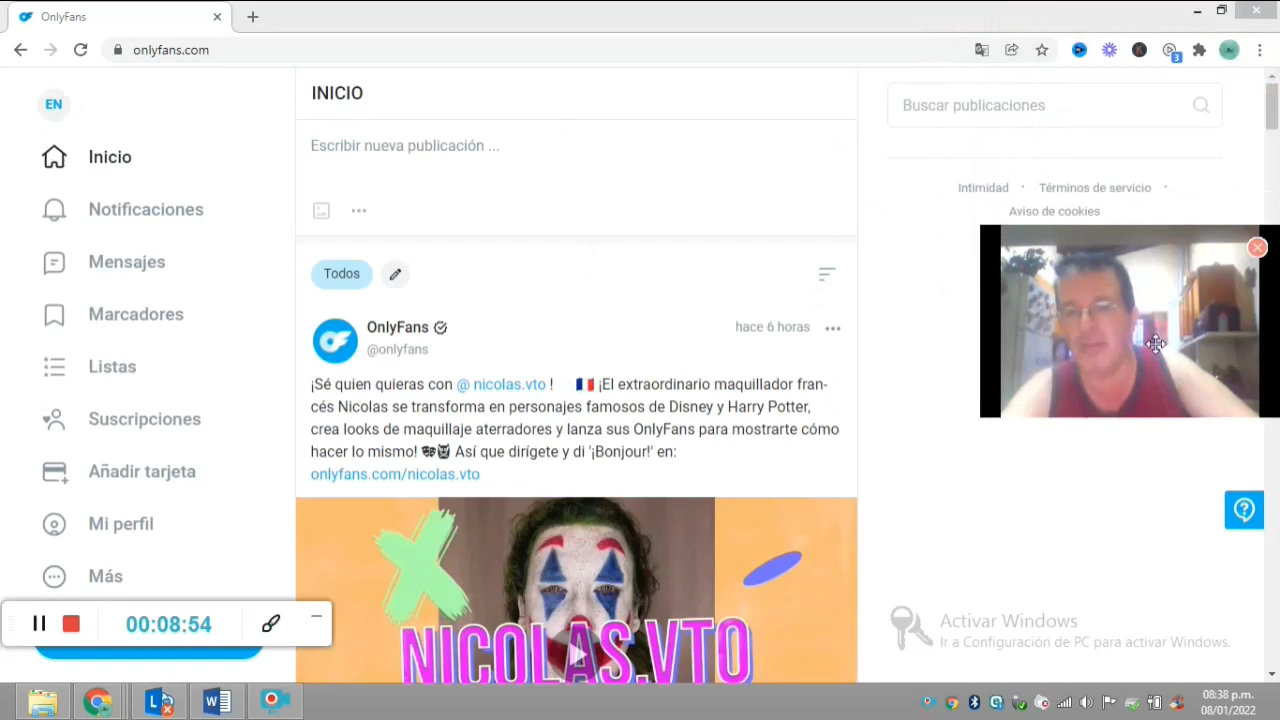 OnlyFans
onlyfans.com
3
EN
Inicio
Notificaciones
Mensajes
Marcadores
Listas
Suscripciones
Añadir tarjeta
Mi perfil
Más
00:08:54
INICIO
Escribir nueva publicación ...
Todos
OnlyFans
@onlyfans
hace 6 horas
¡Sé quien quieras con @ nicolas.vto ! ¡El extraordinario maquillador fran-
cés Nicolas se transforma en personajes famosos de Disney y Harry Potter,
crea looks de maquillaje aterradores y lanza sus OnlyFans para mostrarte cómo
hacer lo mismo! Así que dirígete y di '¡Bonjour!' en:
onlyfans.com/nicolas.vto
NICOLAS.VTO
Buscar publicaciones
Intimidad · Términos de servicio ·
Aviso de cookies
Activar Windows
Ir a Configuración de PC para activar Windows.
08:38 p.m.
08/01/2022